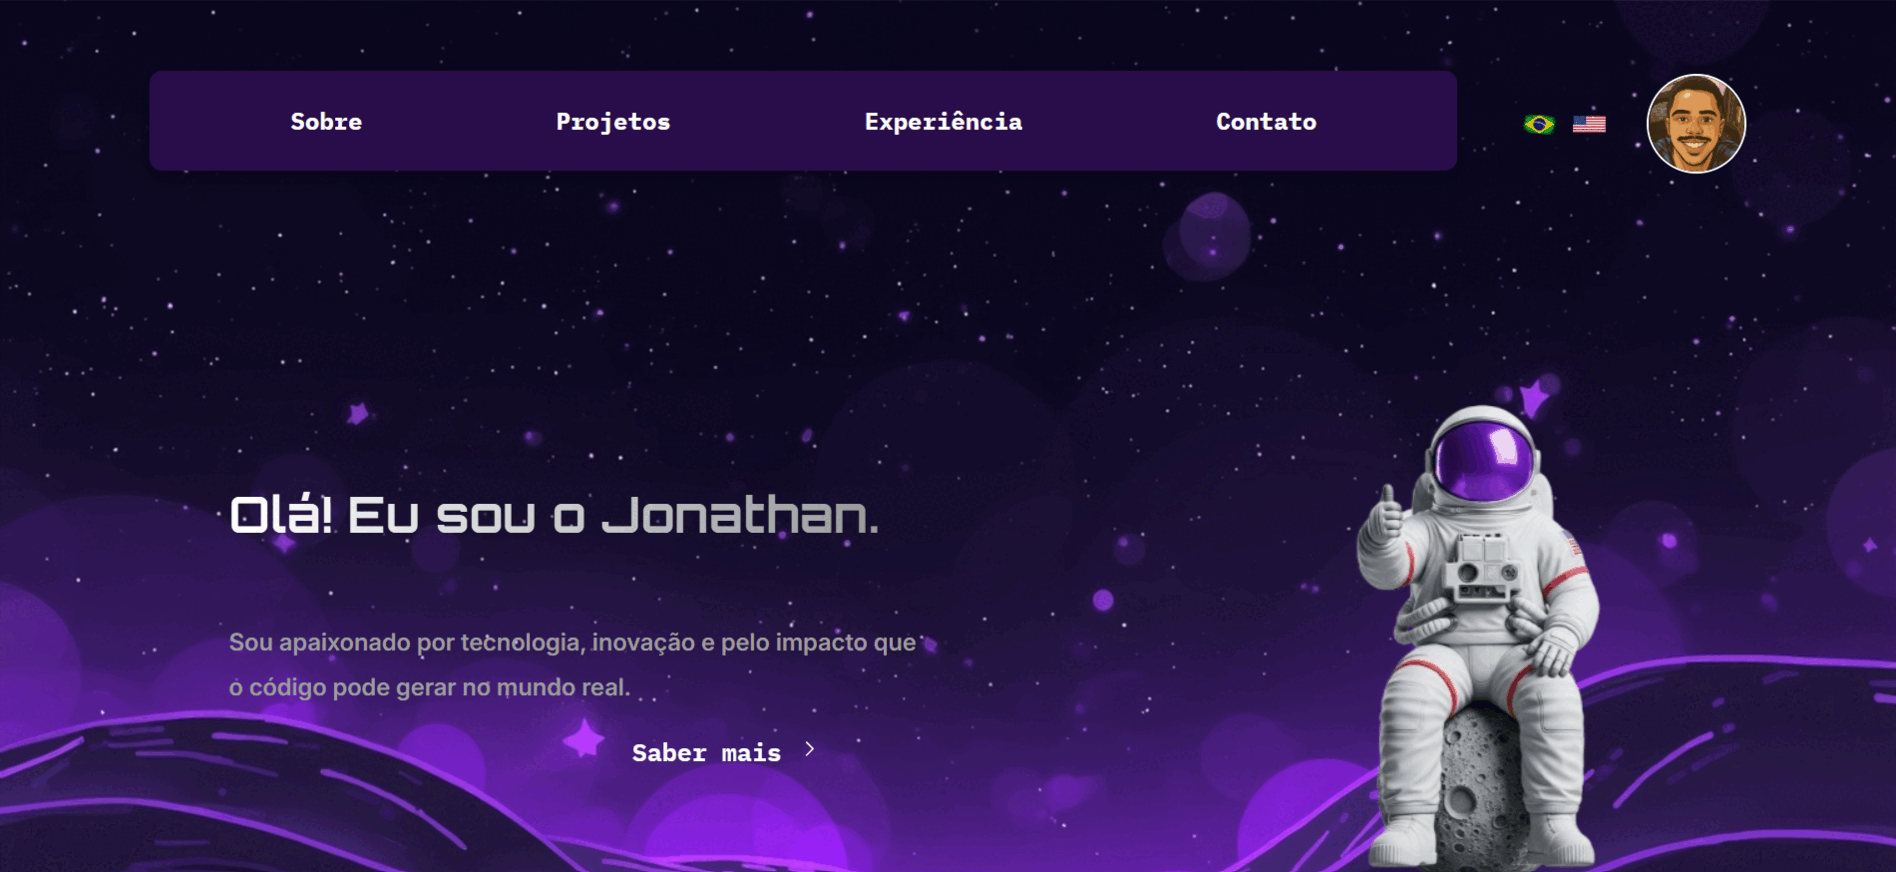 Sobre
Projetos
Experiência
Contato
Olá! Eu sou o Jonathan.
Sou apaixonado por tecnologia, inovação e pelo impacto que
o código pode gerar no mundo real.
Saber mais